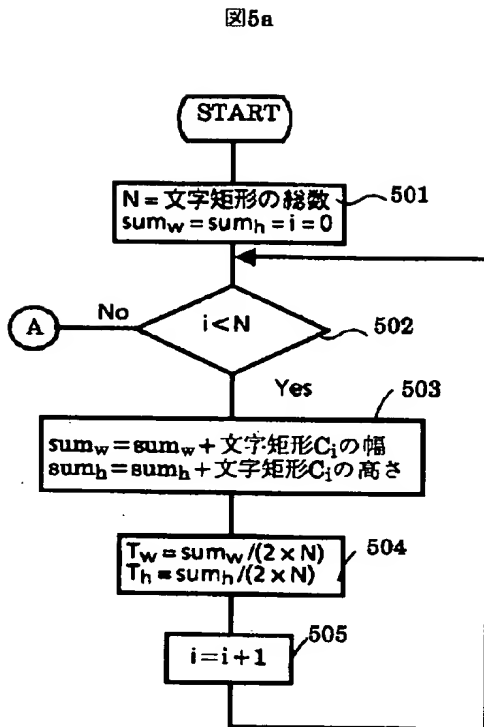 図5a
START
N=文字矩形の総数
sumw=sumh=i=0
501
A
No
i<N
502
Yes
503
sumw=sumw+文字矩形Ciの幅
sumh=sumh+文字矩形Ciの高さ
Tw=sumw/(2×N)
Th=sumh/(2×N)
504
505
i=i+1